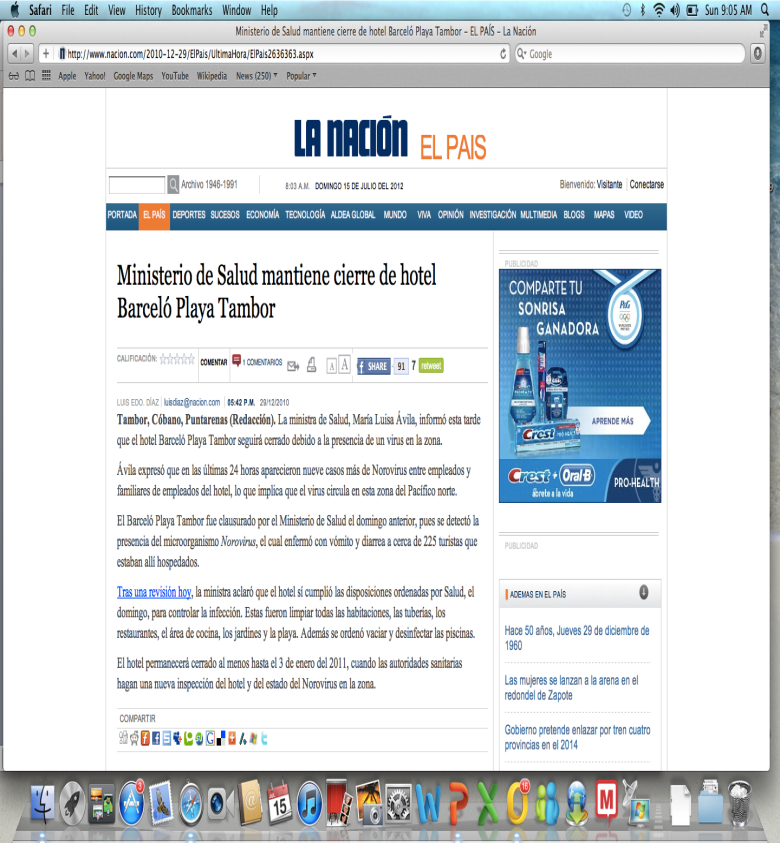 Safari File Edit View History Bookmarks Window Help Sun 9:05 AM
Ministerio de Salud mantiene cierre de hotel Barceló Playa Tambor – EL PAÍS – La Nación
http://www.nacion.com/2010-12-29/ElPais/UltimaHora/ElPais2636363.aspx Google
Apple Yahoo! Google Maps YouTube Wikipedia News (250) Popular
LA NACIÓN EL PAIS
Archivo 1946-1991 8:03 A.M. DOMINGO 15 DE JULIO DEL 2012 Bienvenido: Visitante Conectarse
PORTADA EL PAÍS DEPORTES SUCESOS ECONOMÍA TECNOLOGÍA ALDEA GLOBAL MUNDO VIVA OPINIÓN INVESTIGACIÓN MULTIMEDIA BLOGS MAPAS VIDEO
Ministerio de Salud mantiene cierre de hotel
Barceló Playa Tambor
CALIFICACIÓN: COMENTAR 1 COMENTARIOS A A SHARE 91 7 retweet
LUIS EDO. DÍAZ luisdiaz@nacion.com 05:42 P.M. 29/12/2010
Tambor, Cóbano, Puntarenas (Redacción). La ministra de Salud, María Luisa Ávila, informó esta tarde
que el hotel Barceló Playa Tambor seguirá cerrado debido a la presencia de un virus en la zona.
Ávila expresó que en las últimas 24 horas aparecieron nueve casos más de Norovirus entre empleados y
familiares de empleados del hotel, lo que implica que el virus circula en esta zona del Pacífico norte.
El Barceló Playa Tambor fue clausurado por el Ministerio de Salud el domingo anterior, pues se detectó la
presencia del microorganismo Norovirus, el cual enfermó con vómito y diarrea a cerca de 225 turistas que
estaban allí hospedados.
Tras una revisión hoy, la ministra aclaró que el hotel sí cumplió las disposiciones ordenadas por Salud, el
domingo, para controlar la infección. Estas fueron limpiar todas las habitaciones, las tuberías, los
restaurantes, el área de cocina, los jardines y la playa. Además se ordenó vaciar y desinfectar las piscinas.
El hotel permanecerá cerrado al menos hasta el 3 de enero del 2011, cuando las autoridades sanitarias
hagan una nueva inspección del hotel y del estado del Norovirus en la zona.
COMPARTIR
PUBLICIDAD
COMPARTE TU
SONRISA
GANADORA
P&G
Crest
APRENDE MÁS
Crest + Oral-B PRO-HEALTH
ábrete a la vida
PUBLICIDAD
ADEMAS EN EL PAÍS
Hace 50 años, Jueves 29 de diciembre de
1960
Las mujeres se lanzan a la arena en el
redondel de Zapote
Gobierno pretende enlazar por tren cuatro
provincias en el 2014
15